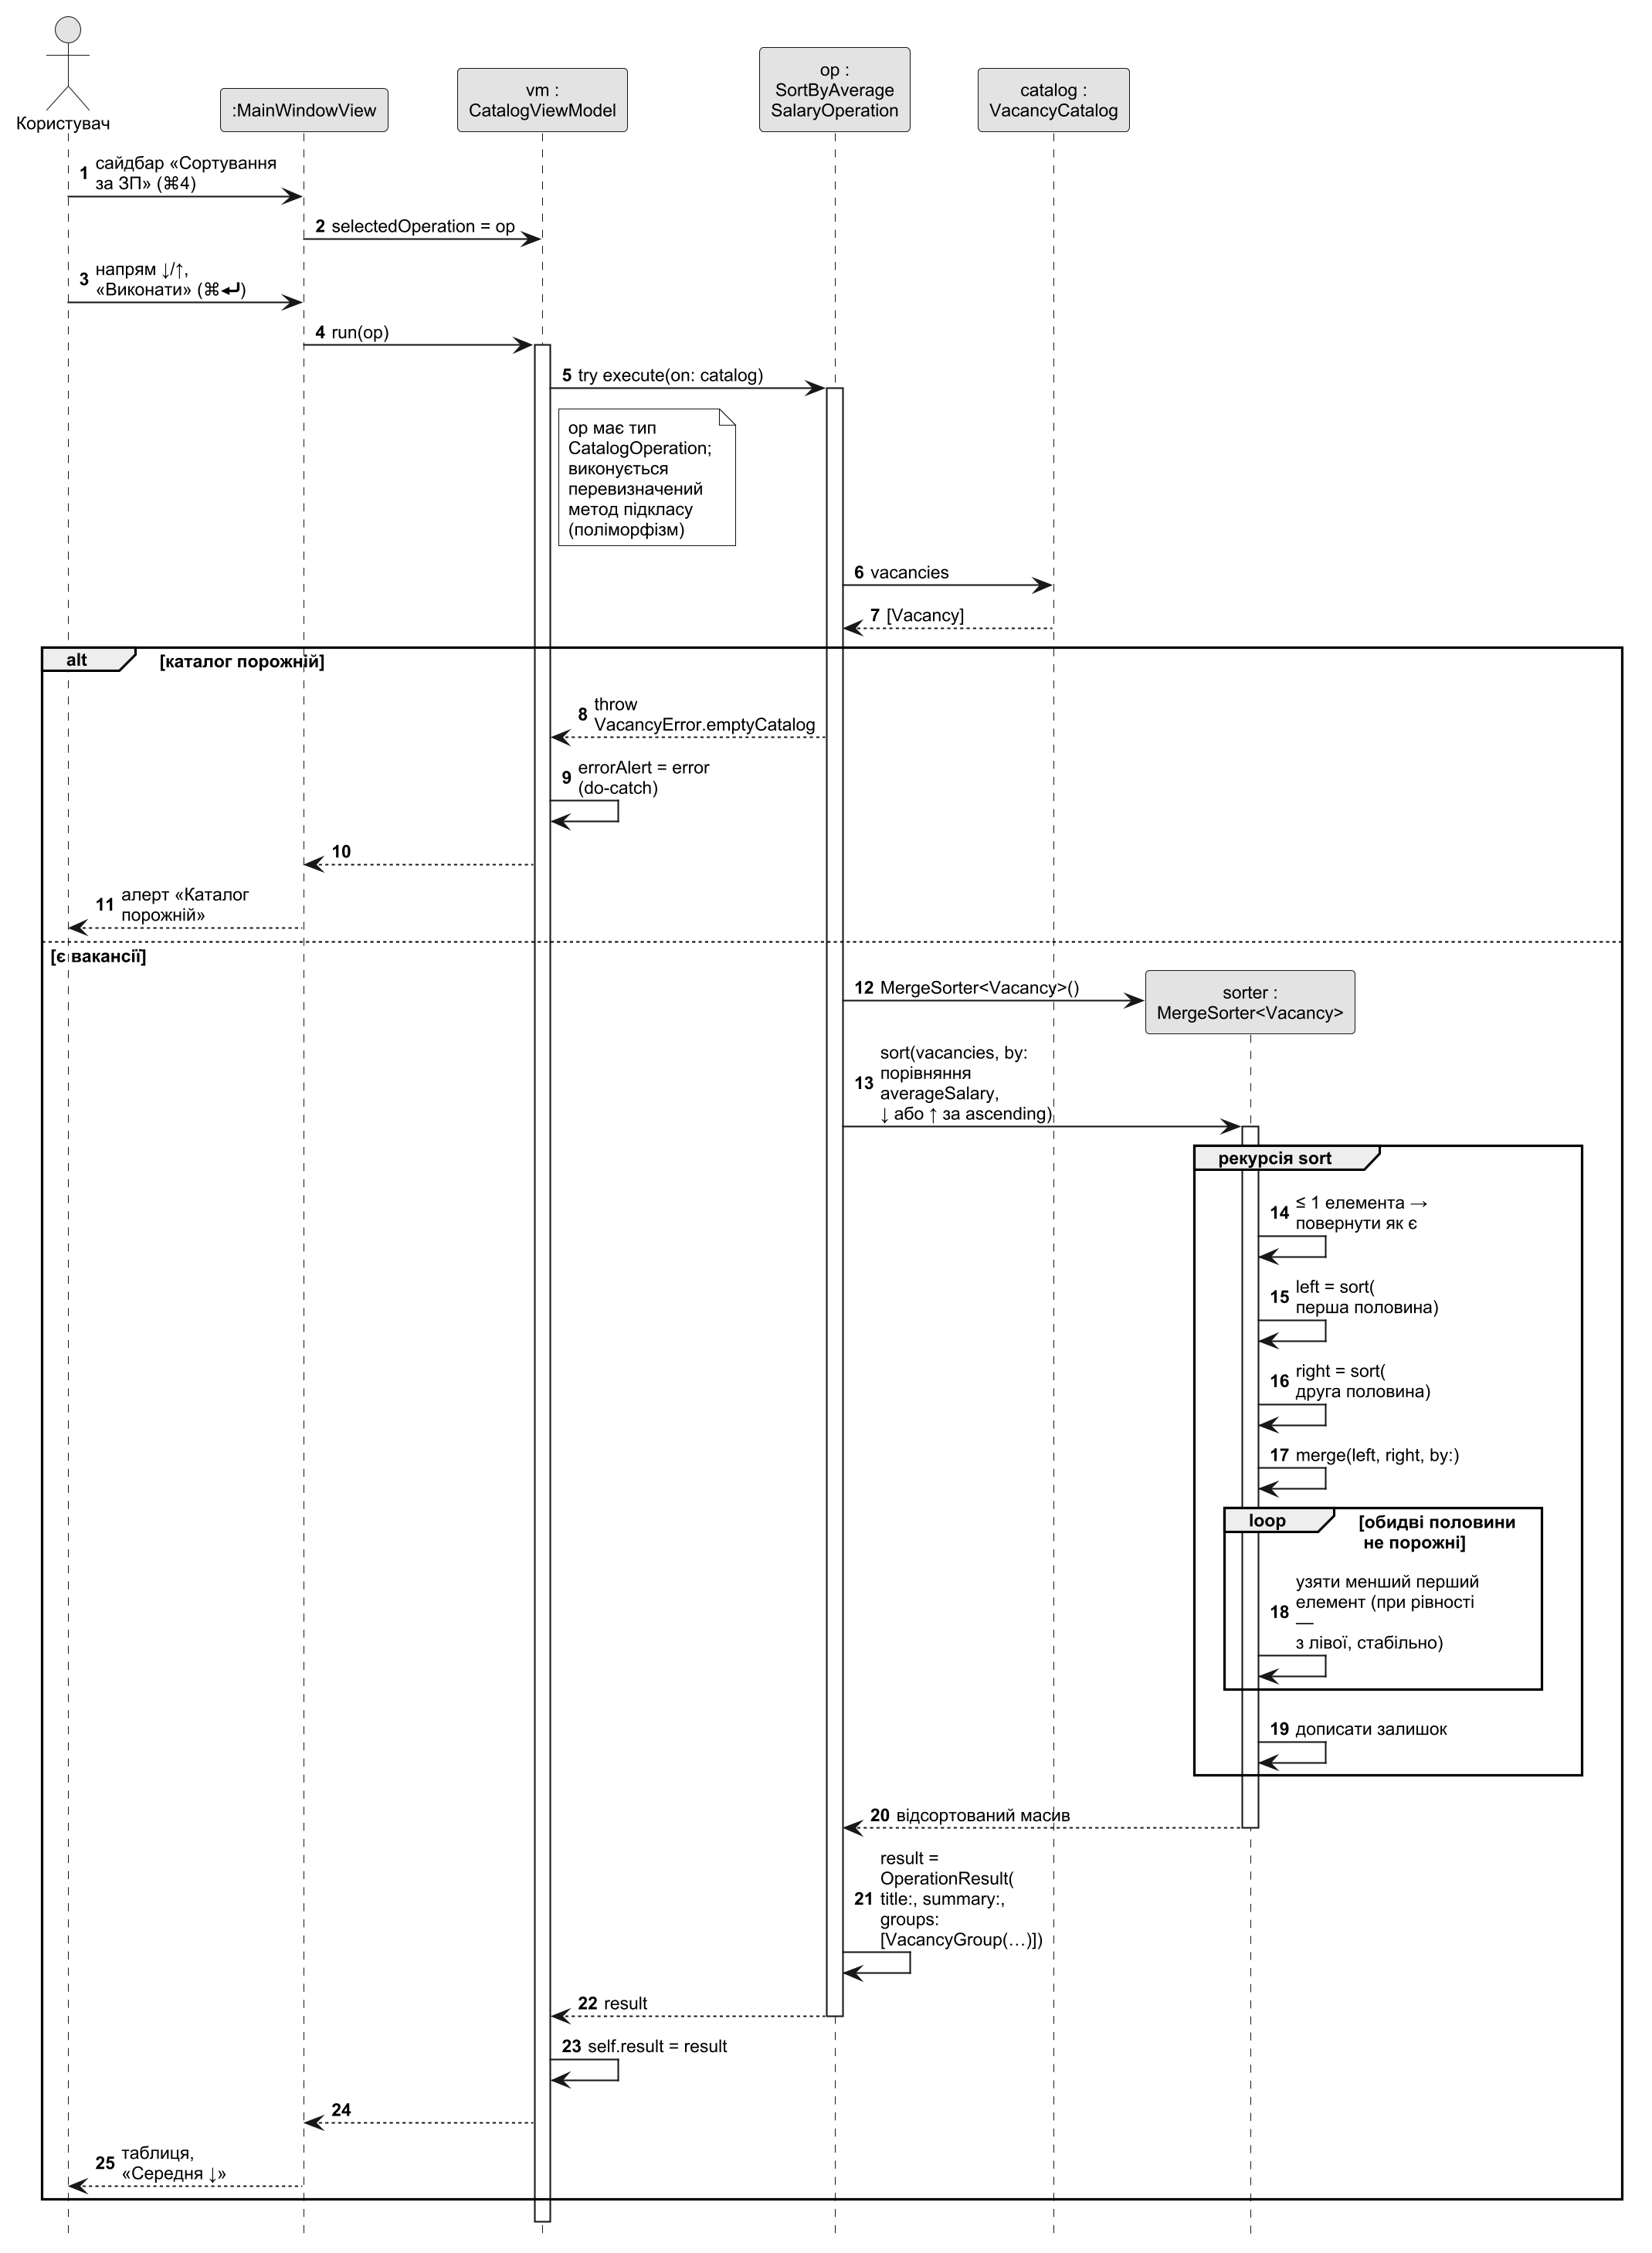 Користувач
:MainWindowView
vm :
CatalogViewModel
op :
SortByAverage
SalaryOperation
catalog :
VacancyCatalog
1 сайдбар «Сортування
за ЗП» (⌘4)
2 selectedOperation = op
3 напрям ↓/↑,
«Виконати» (⌘↵)
4 run(op)
5 try execute(on: catalog)
op має тип
CatalogOperation;
виконується
перевизначений
метод підкласу
(поліморфізм)
6 vacancies
7 [Vacancy]
alt [каталог порожній]
8 throw
VacancyError.emptyCatalog
9 errorAlert = error
(do-catch)
10
11 алерт «Каталог
порожній»
[є вакансії]
12 MergeSorter<Vacancy>()
sorter :
MergeSorter<Vacancy>
13 sort(vacancies, by:
порівняння
averageSalary,
↓ або ↑ за ascending)
рекурсія sort
14 ≤ 1 елемента →
повернути як є
15 left = sort(
перша половина)
16 right = sort(
друга половина)
17 merge(left, right, by:)
loop [обидві половини
не порожні]
18 узяти менший перший
елемент (при рівності
—
з лівої, стабільно)
19 дописати залишок
20 відсортований масив
21 result =
OperationResult(
title:, summary:,
groups:
[VacancyGroup(…)])
22 result
23 self.result = result
24
25 таблиця,
«Середня ↓»